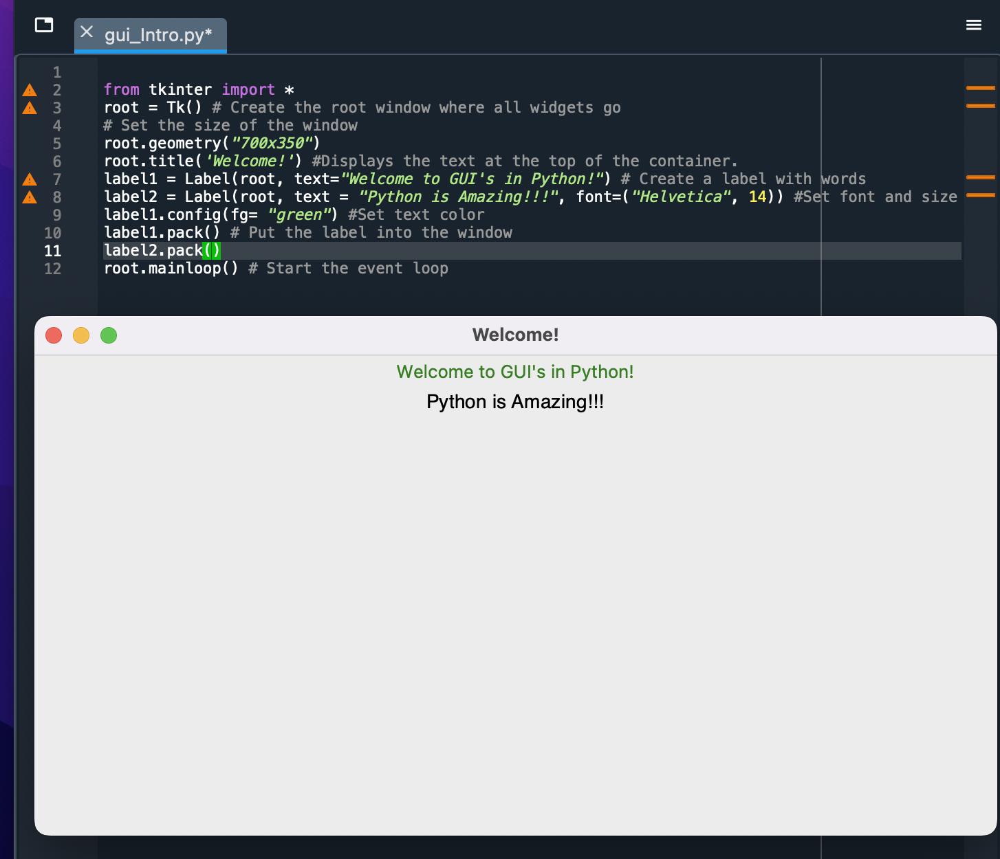 gui_Intro.py*
1
2 from tkinter import *
3 root = Tk() # Create the root window where all widgets go
4 # Set the size of the window
5 root.geometry("700x350")
6 root.title('Welcome!') #Displays the text at the top of the container.
7 label1 = Label(root, text="Welcome to GUI's in Python!") # Create a label with words
8 label2 = Label(root, text = "Python is Amazing!!!", font=("Helvetica", 14)) #Set font and size
9 label1.config(fg= "green") #Set text color
10 label1.pack() # Put the label into the window
11 label2.pack()
12 root.mainloop() # Start the event loop
Welcome!
Welcome to GUI's in Python!
Python is Amazing!!!